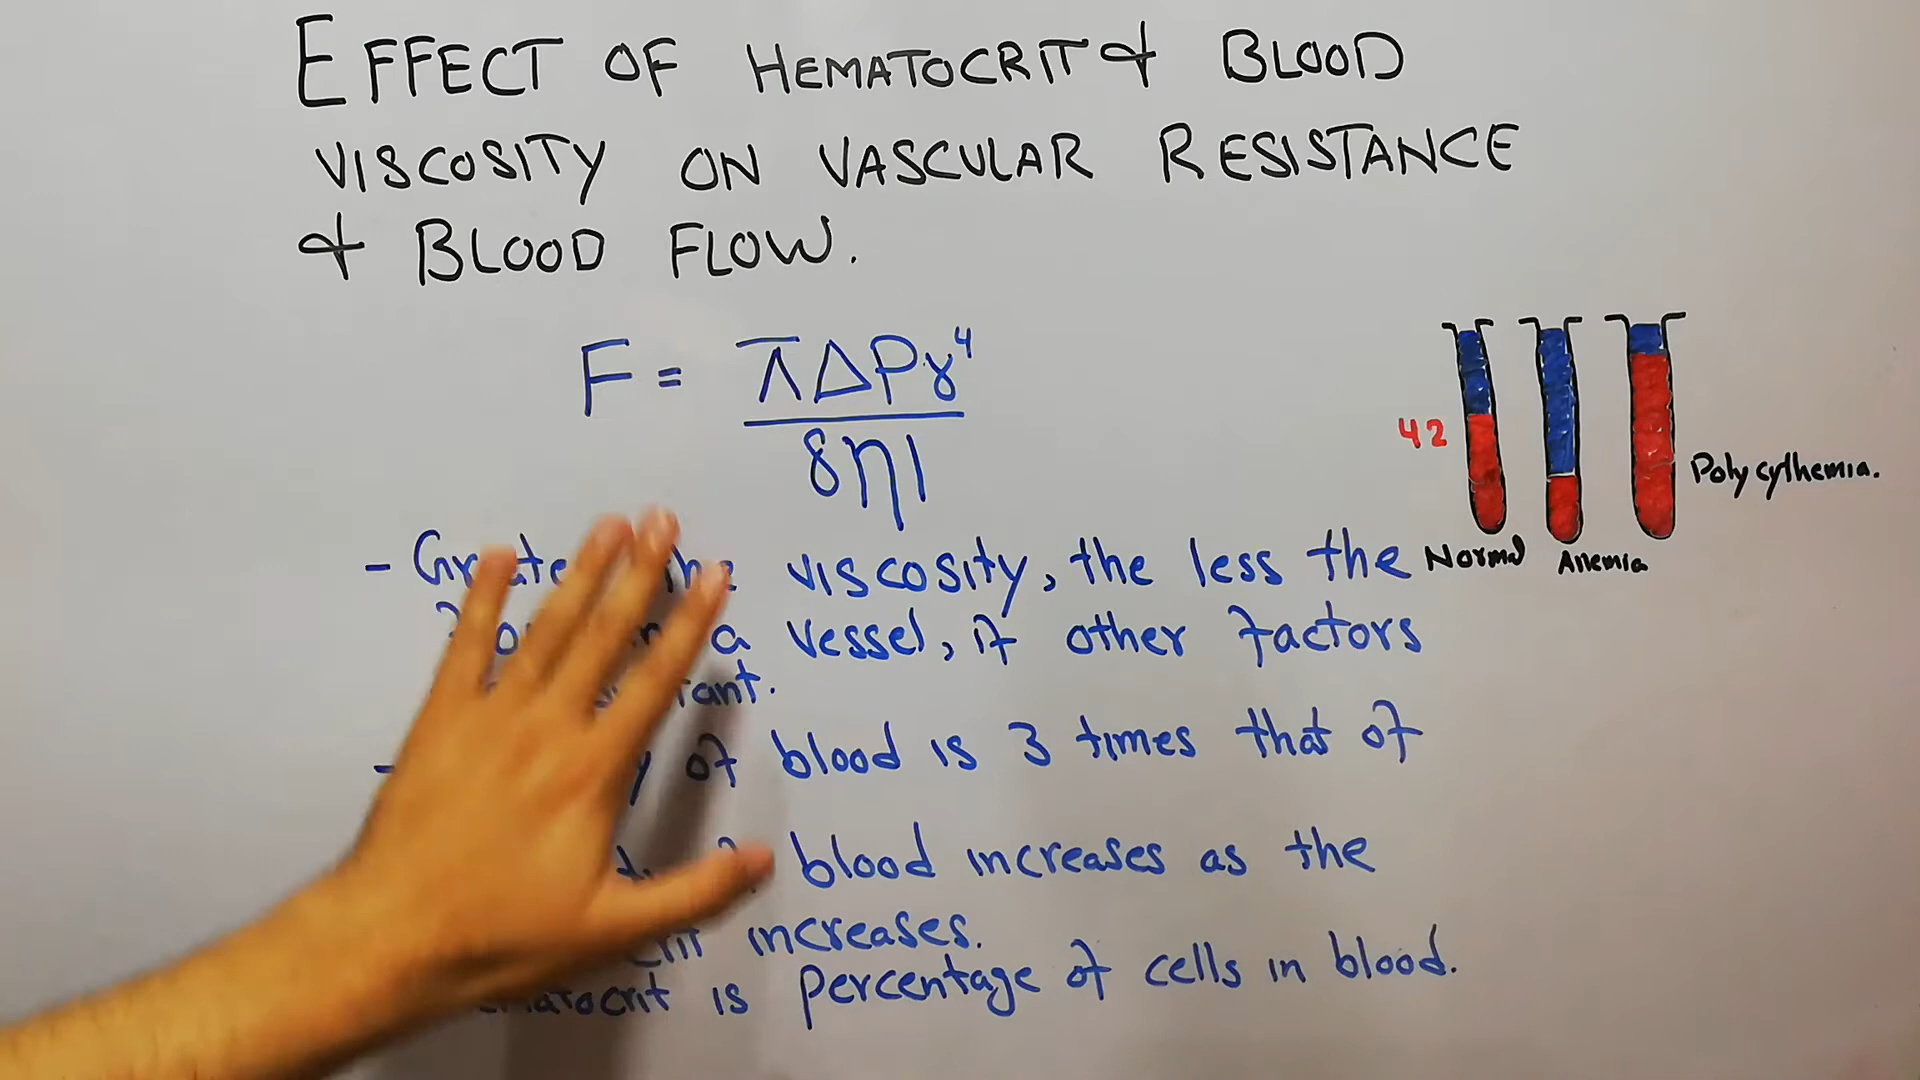 EFFECT OF HEMATOCRIT & BLOOD
VISCOSITY ON VASCULAR RESISTANCE
& BLOOD FLOW.
F = πΔPr⁴
8ηl
42
Polycythemia.
Normal
Anemia
- the viscosity, the less the
a vessel, if other factors
- of blood is 3 times that of
blood increases as the
increases.
is percentage of cells in blood.